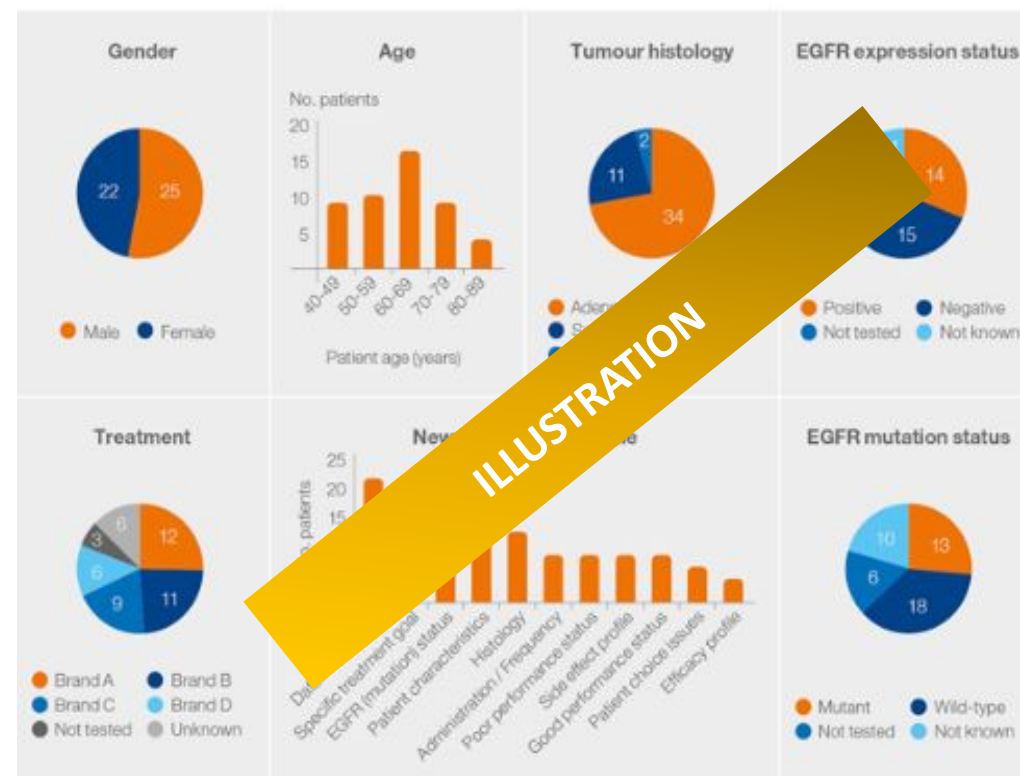 Gender
22
25
Male
Female
Age
No. patients
20
15
10
5
40-49
50-59
60-69
70-79
80-89
Patient age (years)
Tumour histology
2
11
34
EGFR expression status
14
15
Positive
Negative
Not tested
Not known
ILLUSTRATION
Treatment
6
12
3
6
9
11
Brand A
Brand B
Brand C
Brand D
Not tested
Unknown
25
20
15
patients
Specific treatment goal
EGFR (mutation) status
Patient characteristics
Histology
Administration / Frequency
Poor performance status
Side effect profile
Good performance status
Patient choice issues
Efficacy profile
EGFR mutation status
10
13
6
18
Mutant
Wild-type
Not tested
Not known